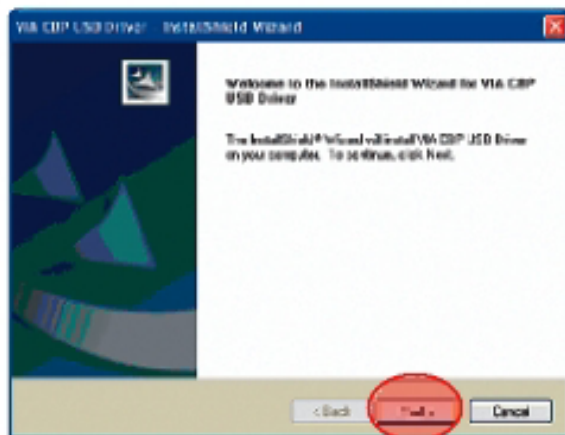 VIA CBP USB Driver - InstallShield Wizard
Welcome to the InstallShield Wizard for VIA CBP
USB Driver
The InstallShield® Wizard will install VIA CBP USB Driver
on your computer. To continue, click Next.
< Back
Next >
Cancel